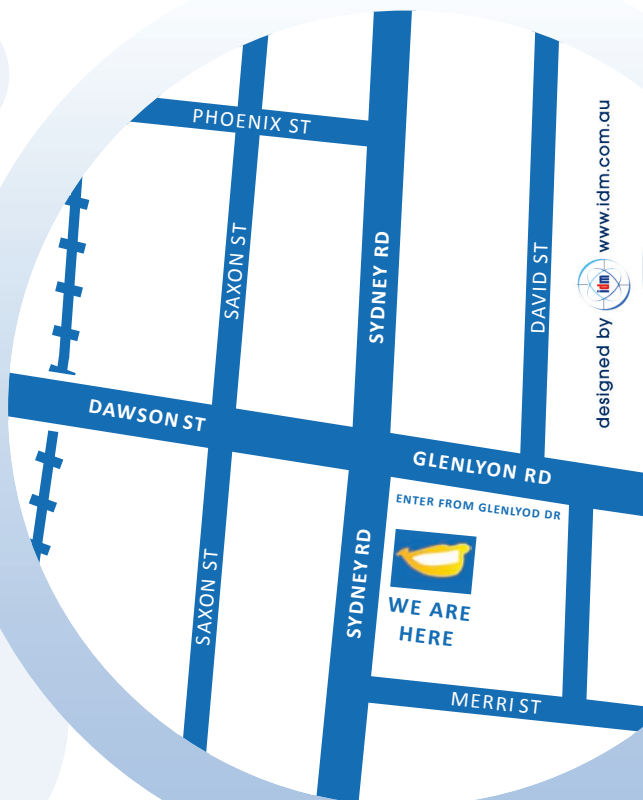 PHOENIX ST
SAXON ST
SYDNEY RD
DAVID ST
designed by idm www.idm.com.au
DAWSON ST
GLENLYON RD
ENTER FROM GLENLYOD DR
SAXON ST
SYDNEY RD
WE ARE
HERE
MERRI ST